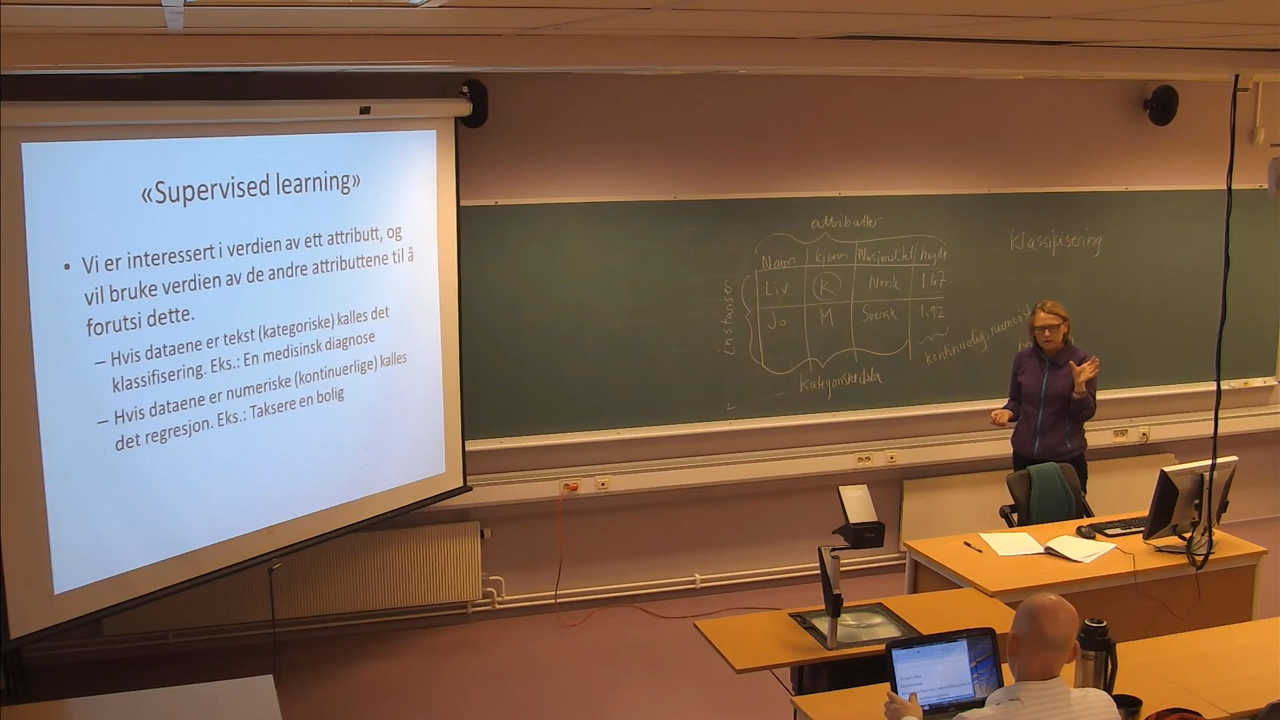 «Supervised learning»
• Vi er interessert i verdien av ett attributt, og
vil bruke verdien av de andre attributtene til å
forutsi dette.
– Hvis dataene er tekst (kategoriske) kalles det
klassifisering. Eks.: En medisinsk diagnose
– Hvis dataene er numeriske (kontinuerlige) kalles
det regresjon. Eks.: Taksere en bolig
attributter
Navn Kjønn Nasjonalitet høyde
Liv K Norsk 1.67
Jo M Svensk 1.92
instanser
kategoriske data
kontinuerlig, numerisk
klassifisering